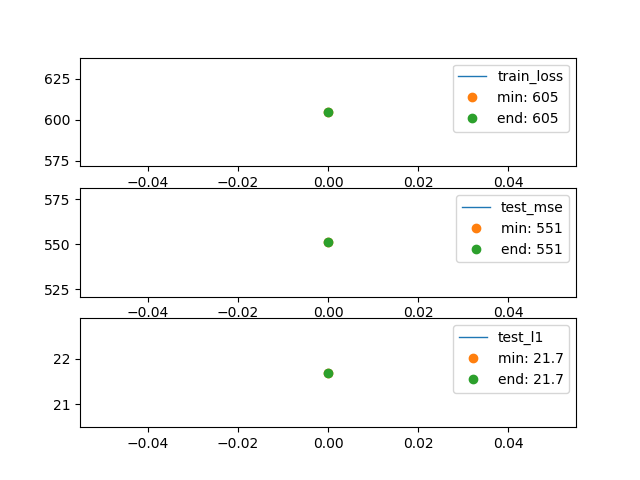 625
600
575
train_loss
min: 605
end: 605
−0.04 −0.02 0.00 0.02 0.04
575
550
525
test_mse
min: 551
end: 551
−0.04 −0.02 0.00 0.02 0.04
22
21
test_l1
min: 21.7
end: 21.7
−0.04 −0.02 0.00 0.02 0.04